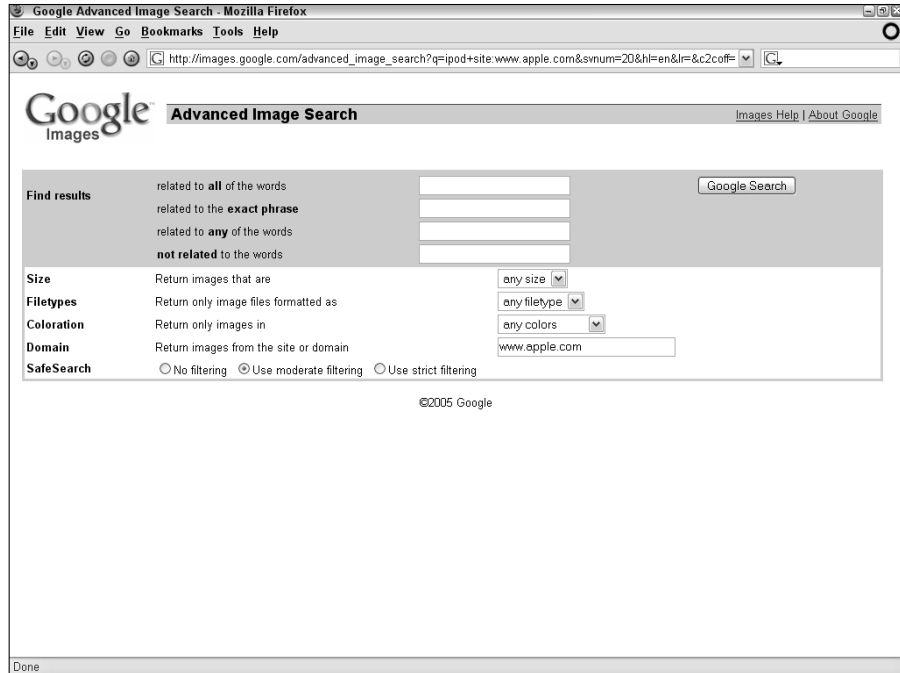 Google Advanced Image Search - Mozilla Firefox
File Edit View Go Bookmarks Tools Help
http://images.google.com/advanced_image_search?q=ipod+site:www.apple.com&svnum=20&hl=en&lr=&c2coff= G
Google
Images
Advanced Image Search
Images Help | About Google
Find results
related to all of the words
Google Search
related to the exact phrase
related to any of the words
not related to the words
Size Return images that are any size
Filetypes Return only image files formatted as any filetype
Coloration Return only images in any colors
Domain Return images from the site or domain www.apple.com
SafeSearch No filtering Use moderate filtering Use strict filtering
©2005 Google
Done